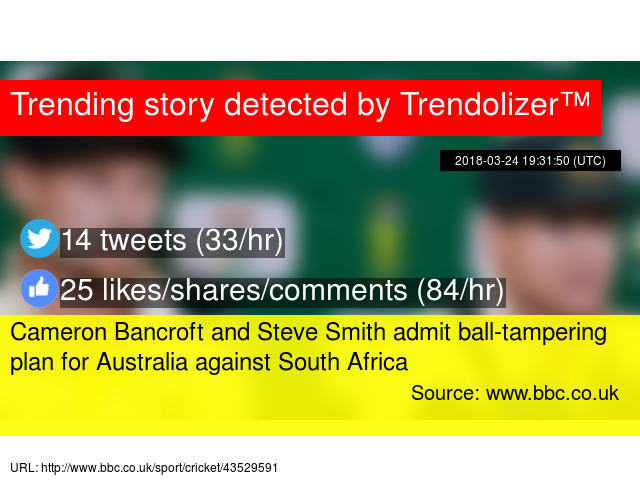 Trending story detected by Trendolizer™
2018-03-24 19:31:50 (UTC)
14 tweets (33/hr)
25 likes/shares/comments (84/hr)
Cameron Bancroft and Steve Smith admit ball-tampering
plan for Australia against South Africa
Source: www.bbc.co.uk
URL: http://www.bbc.co.uk/sport/cricket/43529591